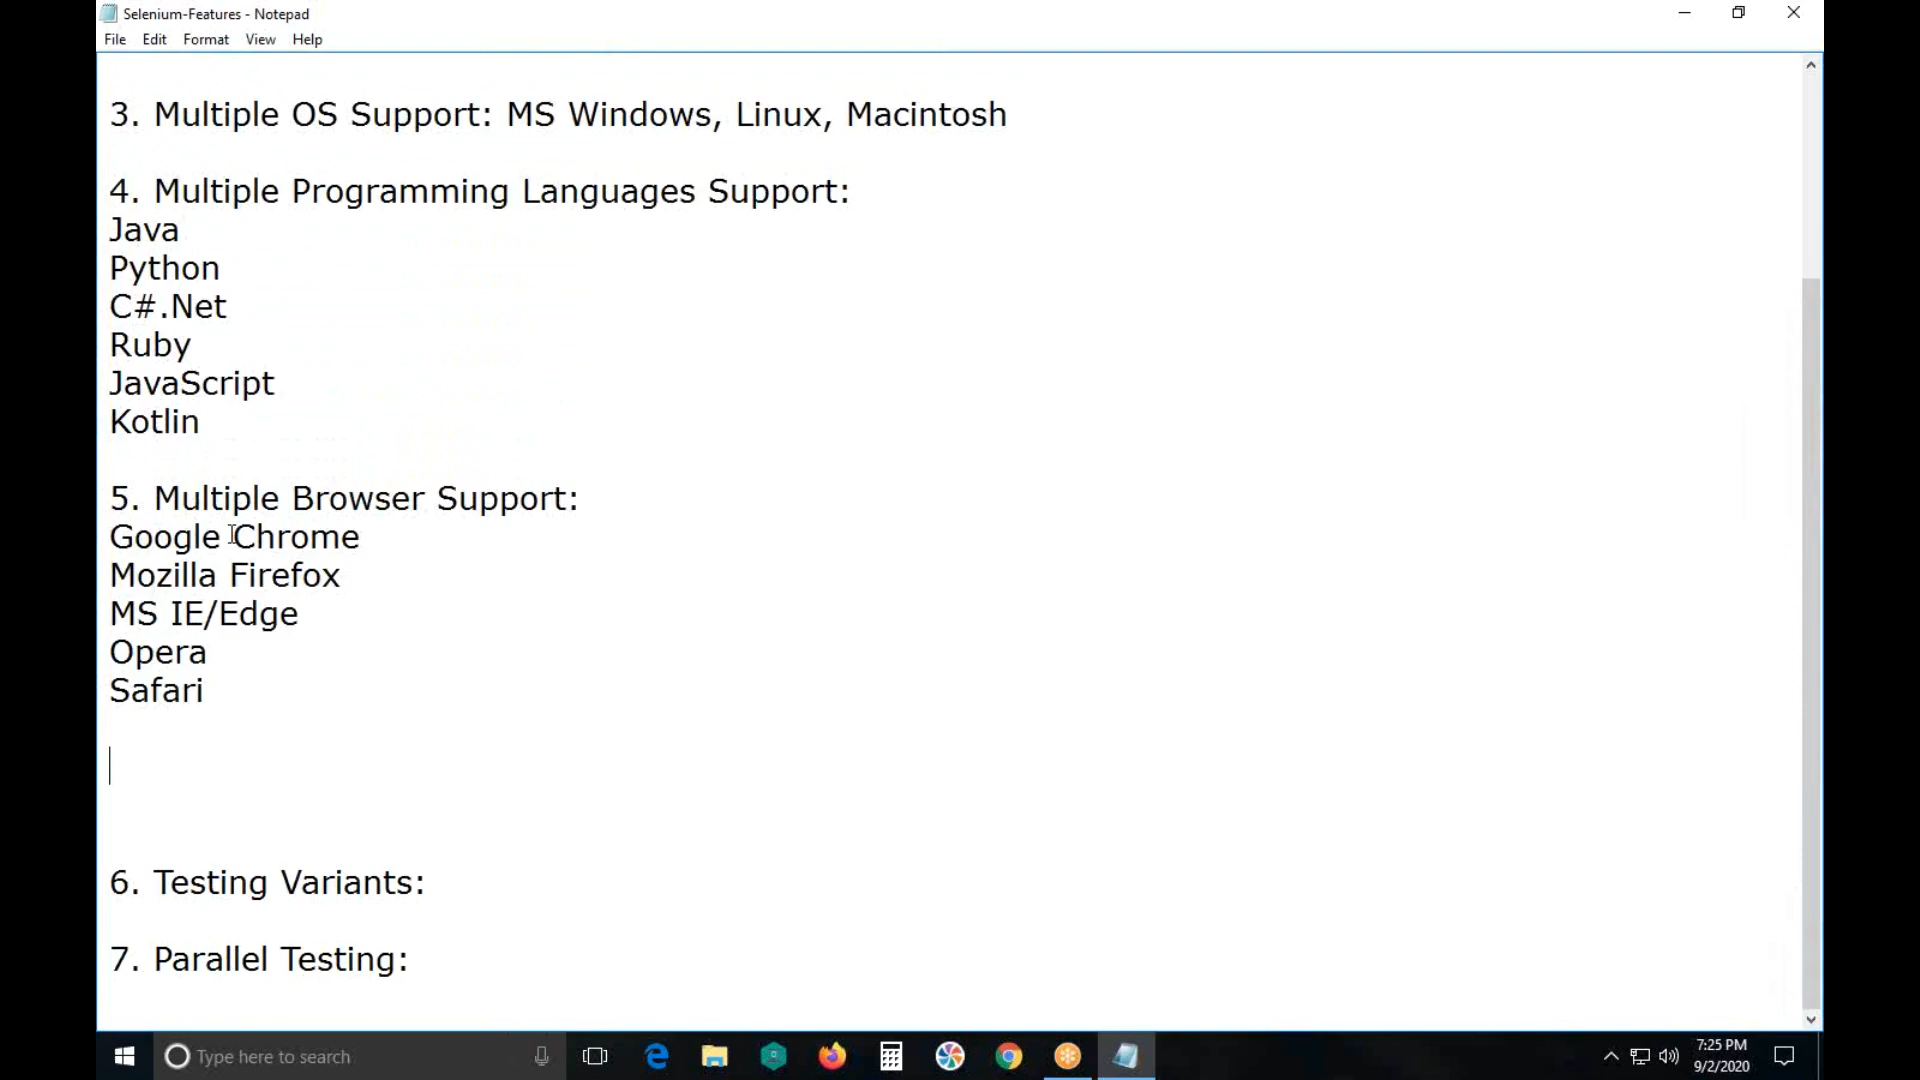 Selenium-Features - Notepad
File Edit Format View Help
3. Multiple OS Support: MS Windows, Linux, Macintosh
4. Multiple Programming Languages Support:
Java
Python
C#.Net
Ruby
JavaScript
Kotlin
5. Multiple Browser Support:
Google Chrome
Mozilla Firefox
MS IE/Edge
Opera
Safari
6. Testing Variants:
7. Parallel Testing:
Type here to search
7:25 PM
9/2/2020